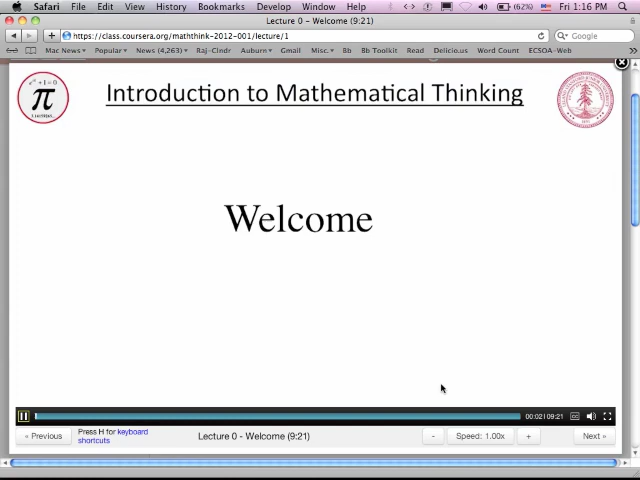 Safari File Edit View History Bookmarks Develop Window Help (62%) Fri 1:16 PM
Lecture 0 – Welcome (9:21)
https://class.coursera.org/maththink-2012-001/lecture/1 Google
Mac News Popular News (4,263) Raj-Cindr Auburn Gmail Misc. Bb Bb Toolkit Read Delicio.us Word Count ECSOA-Web
π
Introduction to Mathematical Thinking
Welcome
00:02 | 09:21 CC
« Previous
Press H for keyboard
shortcuts
Lecture 0 - Welcome (9:21)
- Speed: 1.00x +
Next »